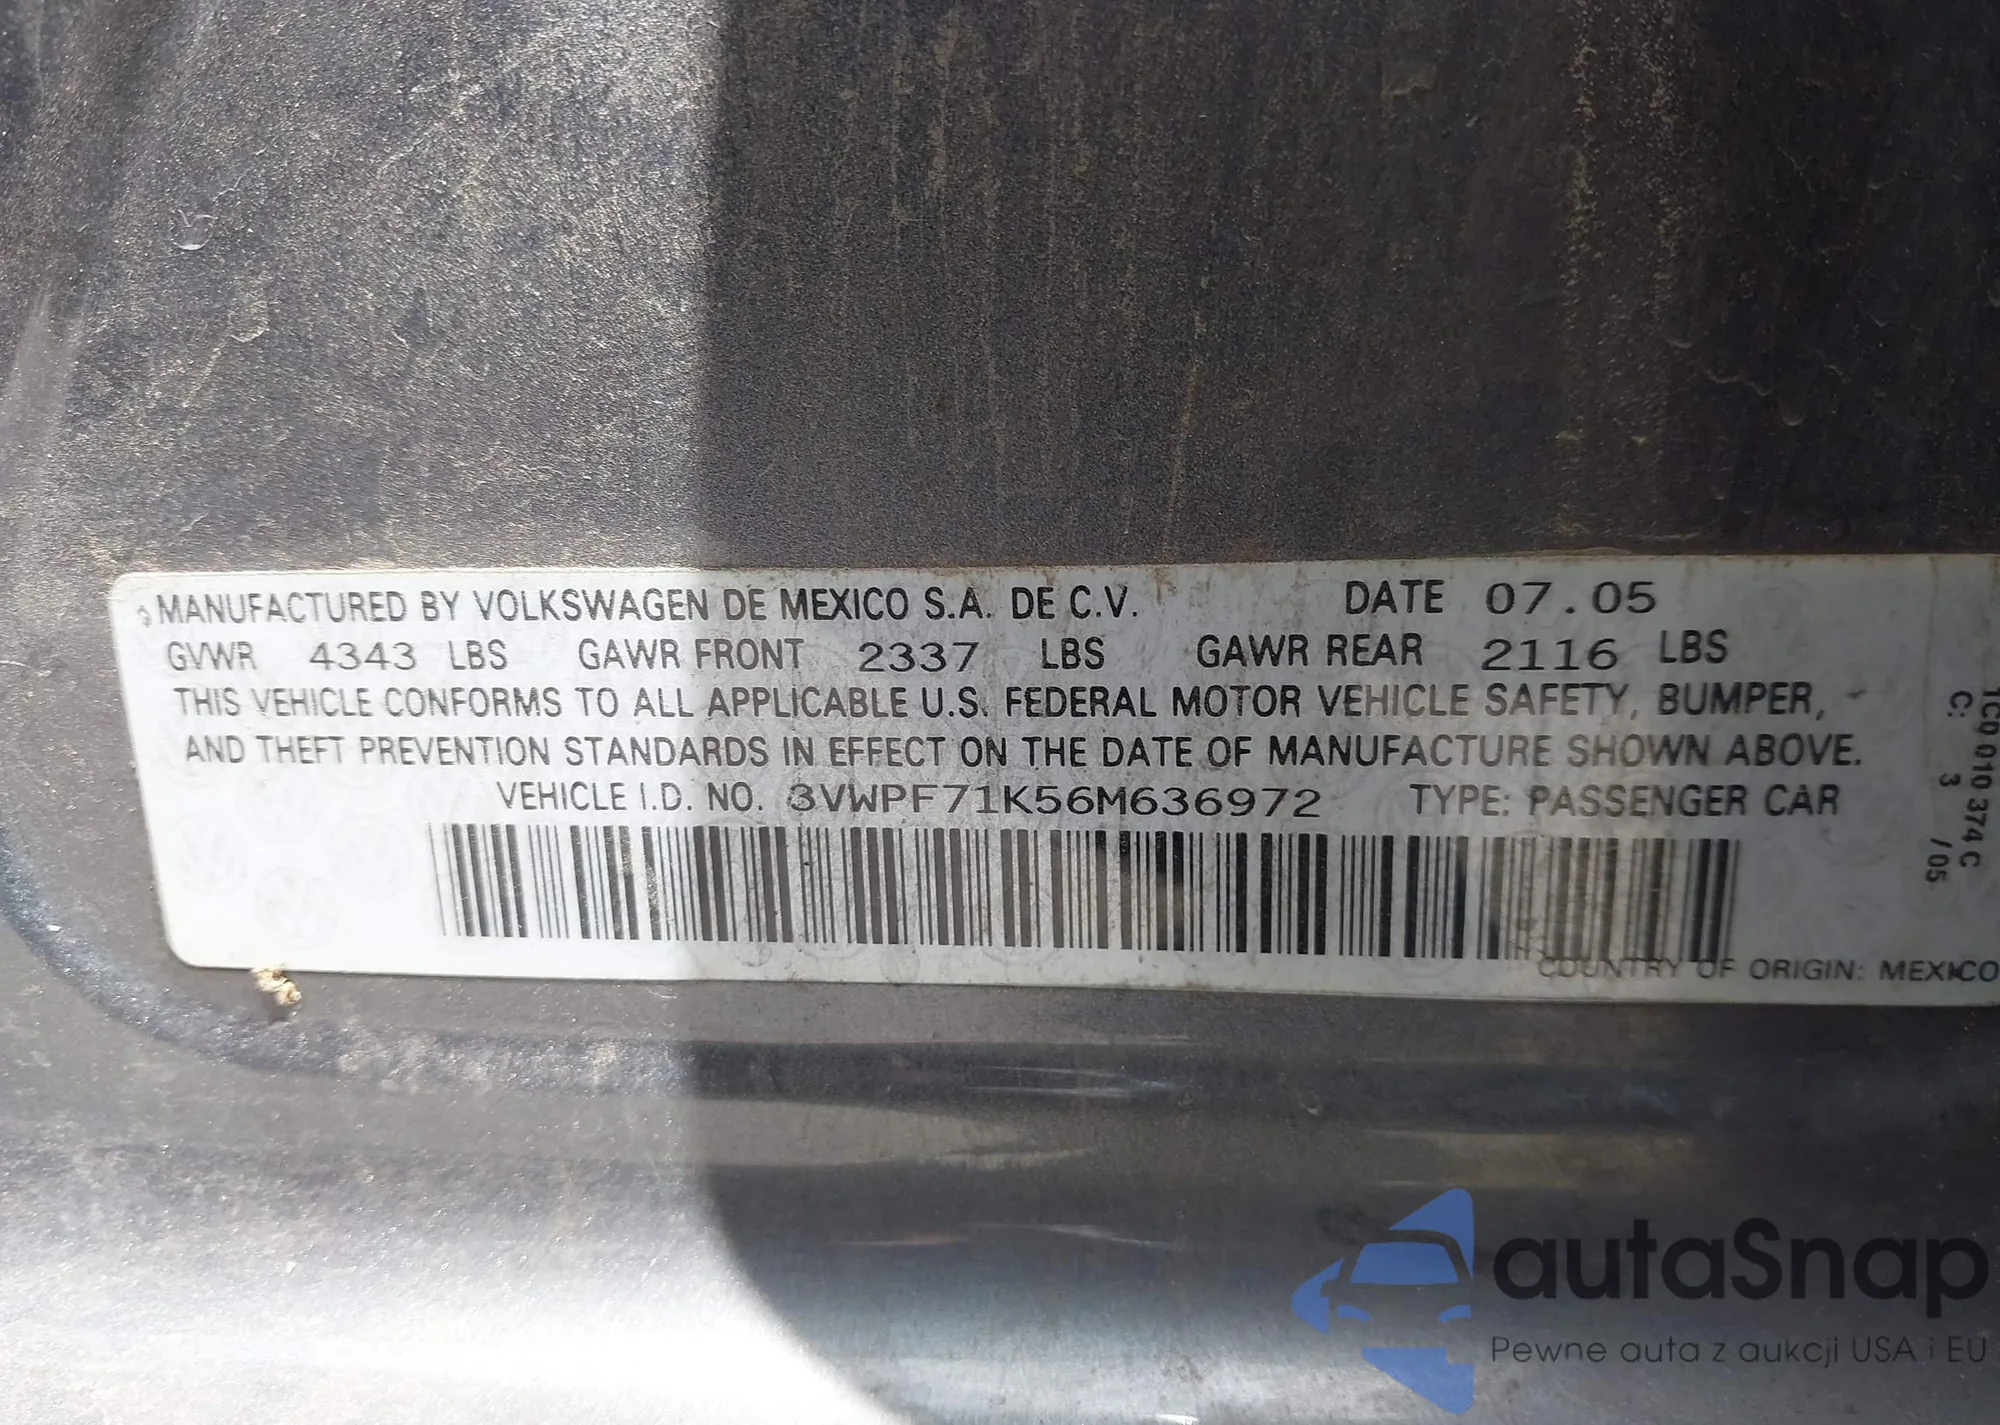 MANUFACTURED BY VOLKSWAGEN DE MEXICO S.A. DE C.V. DATE 07.05
GVWR 4343 LBS GAWR FRONT 2337 LBS GAWR REAR 2116 LBS
THIS VEHICLE CONFORMS TO ALL APPLICABLE U.S. FEDERAL MOTOR VEHICLE SAFETY, BUMPER,
AND THEFT PREVENTION STANDARDS IN EFFECT ON THE DATE OF MANUFACTURE SHOWN ABOVE.
VEHICLE I.D. NO. 3VWPF71K56M636972 TYPE: PASSENGER CAR
COUNTRY OF ORIGIN: MEXICO
1C0 010 374 C
C: 3 /05
autaSnap
Pewne auta z aukcji USA i EU